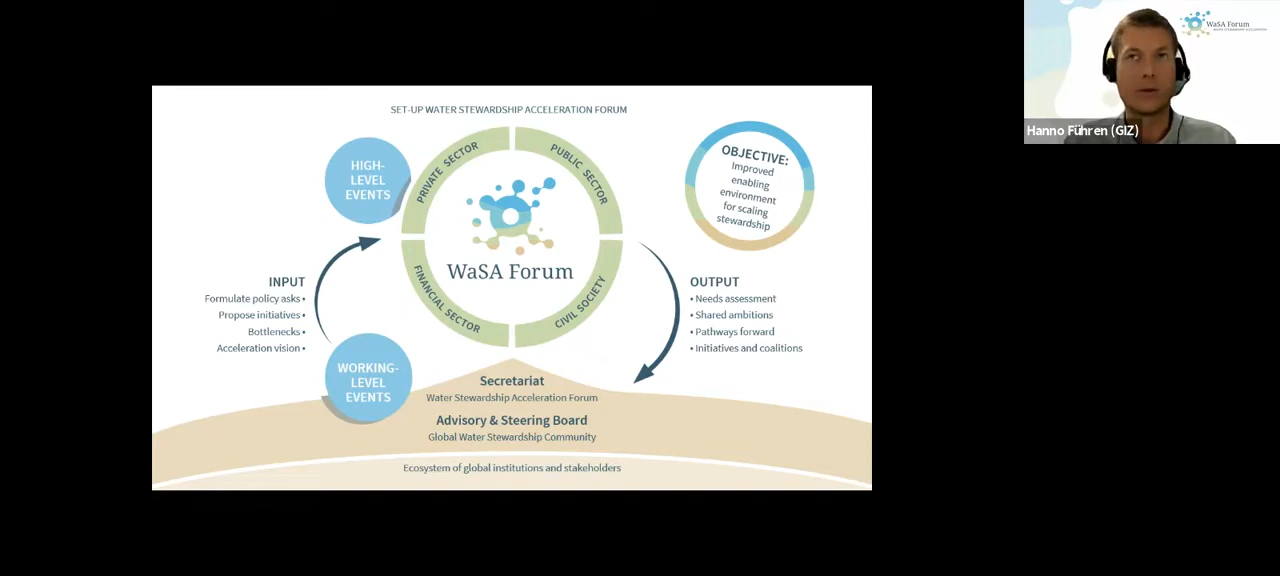 SET-UP WATER STEWARDSHIP ACCELERATION FORUM
HIGH-
LEVEL
EVENTS
PRIVATE SECTOR
PUBLIC SECTOR
FINANCIAL SECTOR
CIVIL SOCIETY
WaSA Forum
OBJECTIVE:
Improved
enabling
environment
for scaling
stewardship
INPUT
Formulate policy asks •
Propose initiatives •
Bottlenecks •
Acceleration vision •
WORKING-
LEVEL
EVENTS
OUTPUT
• Needs assessment
• Shared ambitions
• Pathways forward
• Initiatives and coalitions
Secretariat
Water Stewardship Acceleration Forum
Advisory & Steering Board
Global Water Stewardship Community
Ecosystem of global institutions and stakeholders
WaSA Forum
WATER STEWARDSHIP ACCELERATION
Hanno Führen (GIZ)